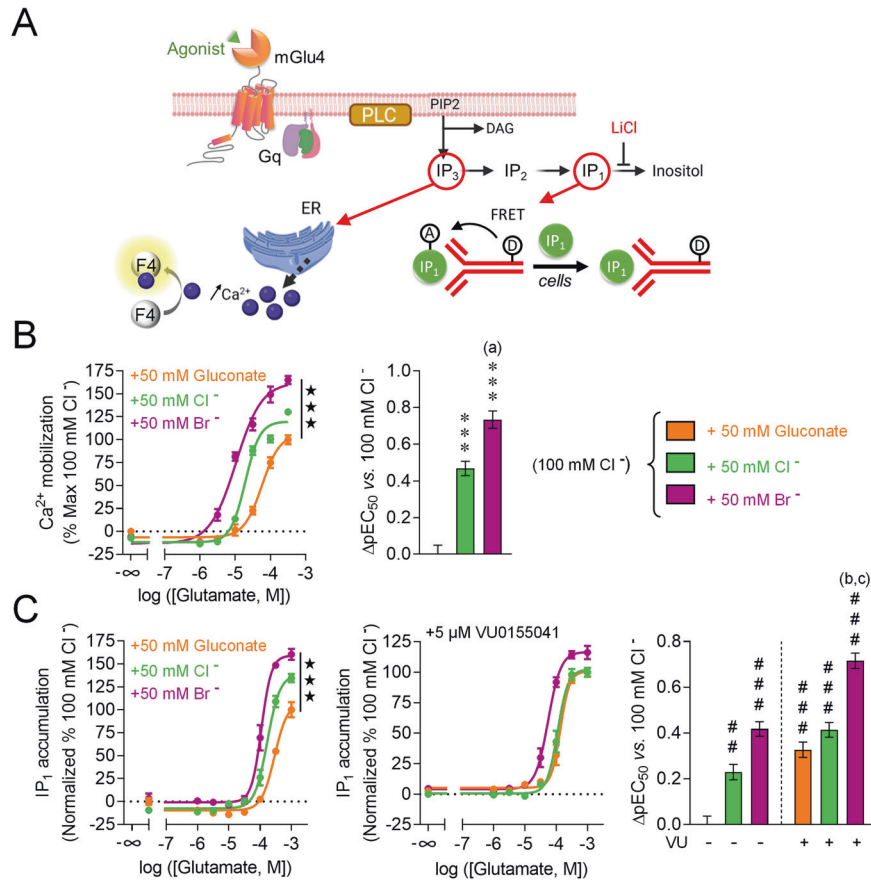 A
Agonist
mGlu4
PLC
PIP2
DAG
Gq
LiCl
IP3
IP2
IP1
Inositol
ER
FRET
A
D
D
F4
Ca2+
IP1
IP1
IP1
F4
cells
B
+50 mM Gluconate
+50 mM Cl -
+50 mM Br -
★★★
Ca2+ mobilization
(% Max 100 mM Cl -)
175
150
125
100
75
50
25
0
-25
-∞ -7 -6 -5 -4 -3
log ([Glutamate, M])
(a)
***
***
ΔpEC50 vs. 100 mM Cl -
1.0
0.8
0.6
0.4
0.2
0.0
(100 mM Cl -)
+ 50 mM Gluconate
+ 50 mM Cl -
+ 50 mM Br -
C
+50 mM Gluconate
+50 mM Cl -
+50 mM Br -
★★★
IP1 accumulation
(Normalized % 100 mM Cl -)
175
150
125
100
75
50
25
0
-25
-∞ -7 -6 -5 -4 -3 -2
log ([Glutamate, M])
+5 µM VU0155041
IP1 accumulation
(Normalized % 100 mM Cl -)
125
100
75
50
25
0
-25
-∞ -7 -6 -5 -4 -3
log ([Glutamate, M])
(b,c)
##
###
###
###
###
ΔpEC50 vs. 100 mM Cl -
0.8
0.6
0.4
0.2
0.0
VU - - - + + +